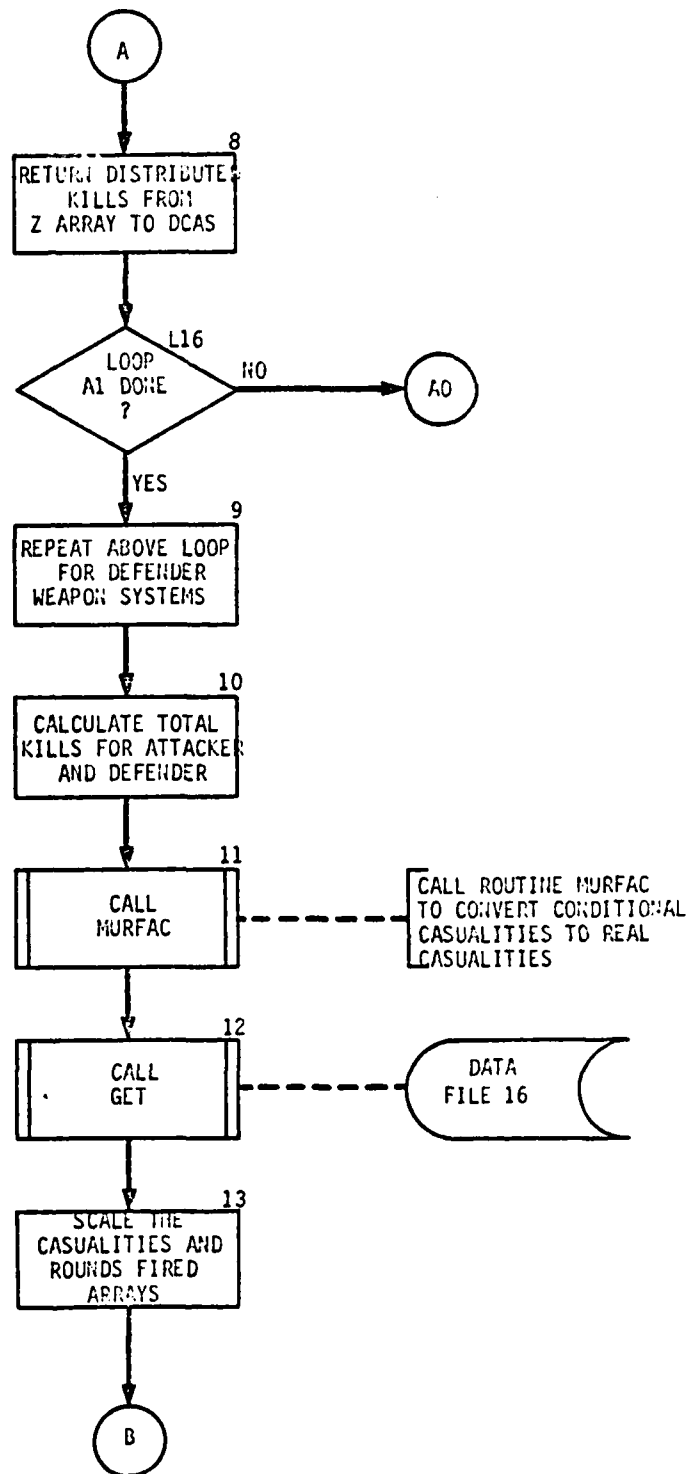 A
8
RETURN DISTRIBUTE
KILLS FROM
Z ARRAY TO DCAS
L16
LOOP
A1 DONE
?
NO
A0
YES
9
REPEAT ABOVE LOOP
FOR DEFENDER
WEAPON SYSTEMS
10
CALCULATE TOTAL
KILLS FOR ATTACKER
AND DEFENDER
11
CALL
MURFAC
CALL ROUTINE MURFAC
TO CONVERT CONDITIONAL
CASUALITIES TO REAL
CASUALITIES
12
CALL
GET
DATA
FILE 16
13
SCALE THE
CASUALITIES AND
ROUNDS FIRED
ARRAYS
B